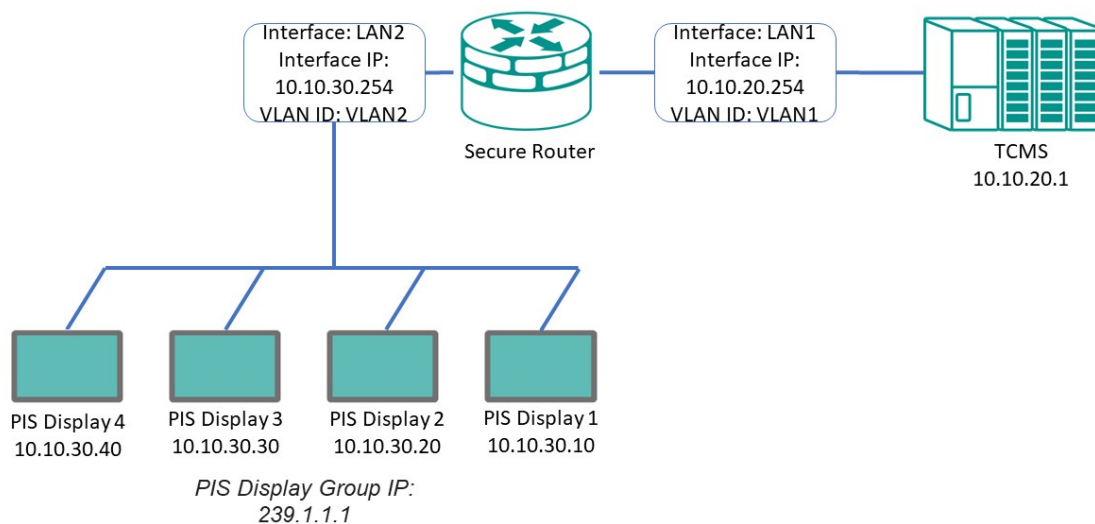 Interface: LAN2
Interface IP:
10.10.30.254
VLAN ID: VLAN2
Secure Router
Interface: LAN1
Interface IP:
10.10.20.254
VLAN ID: VLAN1
TCMS
10.10.20.1
PIS Display 4
10.10.30.40
PIS Display 3
10.10.30.30
PIS Display 2
10.10.30.20
PIS Display 1
10.10.30.10
PIS Display Group IP:
239.1.1.1